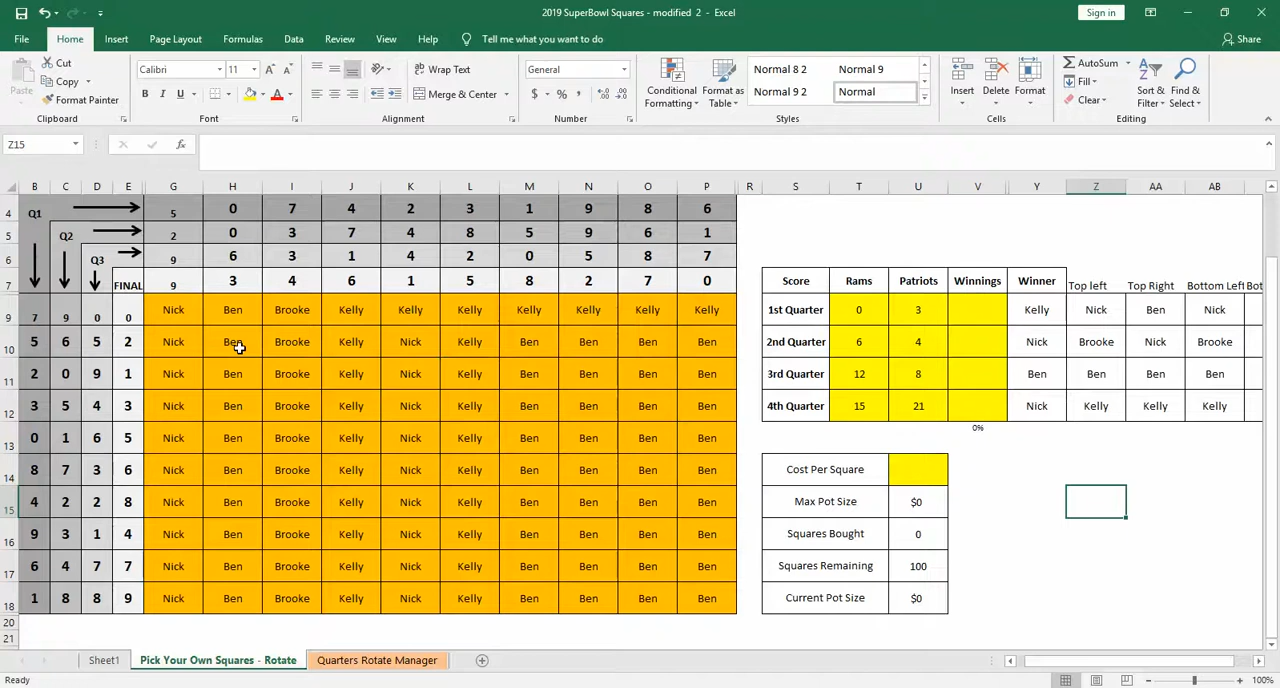 2019 SuperBowl Squares - modified 2 - Excel
Sign in
File Home Insert Page Layout Formulas Data Review View Help Tell me what you want to do Share
Paste Cut Copy Format Painter Clipboard
Calibri 11 B I U A Font
Wrap Text Merge & Center Alignment
General $ % , Number
Conditional Formatting Format as Table
Normal 8 2 Normal 9
Normal 9 2 Normal
Styles
Insert Delete Format Cells
AutoSum Fill Clear Sort & Filter Find & Select Editing
Z15 fx
B C D E G H I J K L M N O P R S T U V Y Z AA AB
4 Q1 5 0 7 4 2 3 1 9 8 6
5 Q2 2 0 3 7 4 8 5 9 6 1
6 Q3 9 6 3 1 4 2 0 5 8 7
7 FINAL 9 3 4 6 1 5 8 2 7 0 Score Rams Patriots Winnings Winner Top left Top Right Bottom Left Bot
9 7 9 0 0 Nick Ben Brooke Kelly Kelly Kelly Kelly Kelly Kelly Kelly 1st Quarter 0 3 Kelly Nick Ben Nick
10 5 6 5 2 Nick Ben Brooke Kelly Nick Kelly Ben Ben Ben Ben 2nd Quarter 6 4 Nick Brooke Nick Brooke
11 2 0 9 1 Nick Ben Brooke Kelly Nick Kelly Ben Ben Ben Ben 3rd Quarter 12 8 Ben Ben Ben Ben
12 3 5 4 3 Nick Ben Brooke Kelly Nick Kelly Ben Ben Ben Ben 4th Quarter 15 21 Nick Kelly Kelly Kelly
0%
13 0 1 6 5 Nick Ben Brooke Kelly Nick Kelly Ben Ben Ben Ben
14 8 7 3 6 Nick Ben Brooke Kelly Nick Kelly Ben Ben Ben Ben Cost Per Square
15 4 2 2 8 Nick Ben Brooke Kelly Nick Kelly Ben Ben Ben Ben Max Pot Size $0
16 9 3 1 4 Nick Ben Brooke Kelly Nick Kelly Ben Ben Ben Ben Squares Bought 0
17 6 4 7 7 Nick Ben Brooke Kelly Nick Kelly Ben Ben Ben Ben Squares Remaining 100
18 1 8 8 9 Nick Ben Brooke Kelly Nick Kelly Ben Ben Ben Ben Current Pot Size $0
20
21
Sheet1 Pick Your Own Squares - Rotate Quarters Rotate Manager
Ready 100%